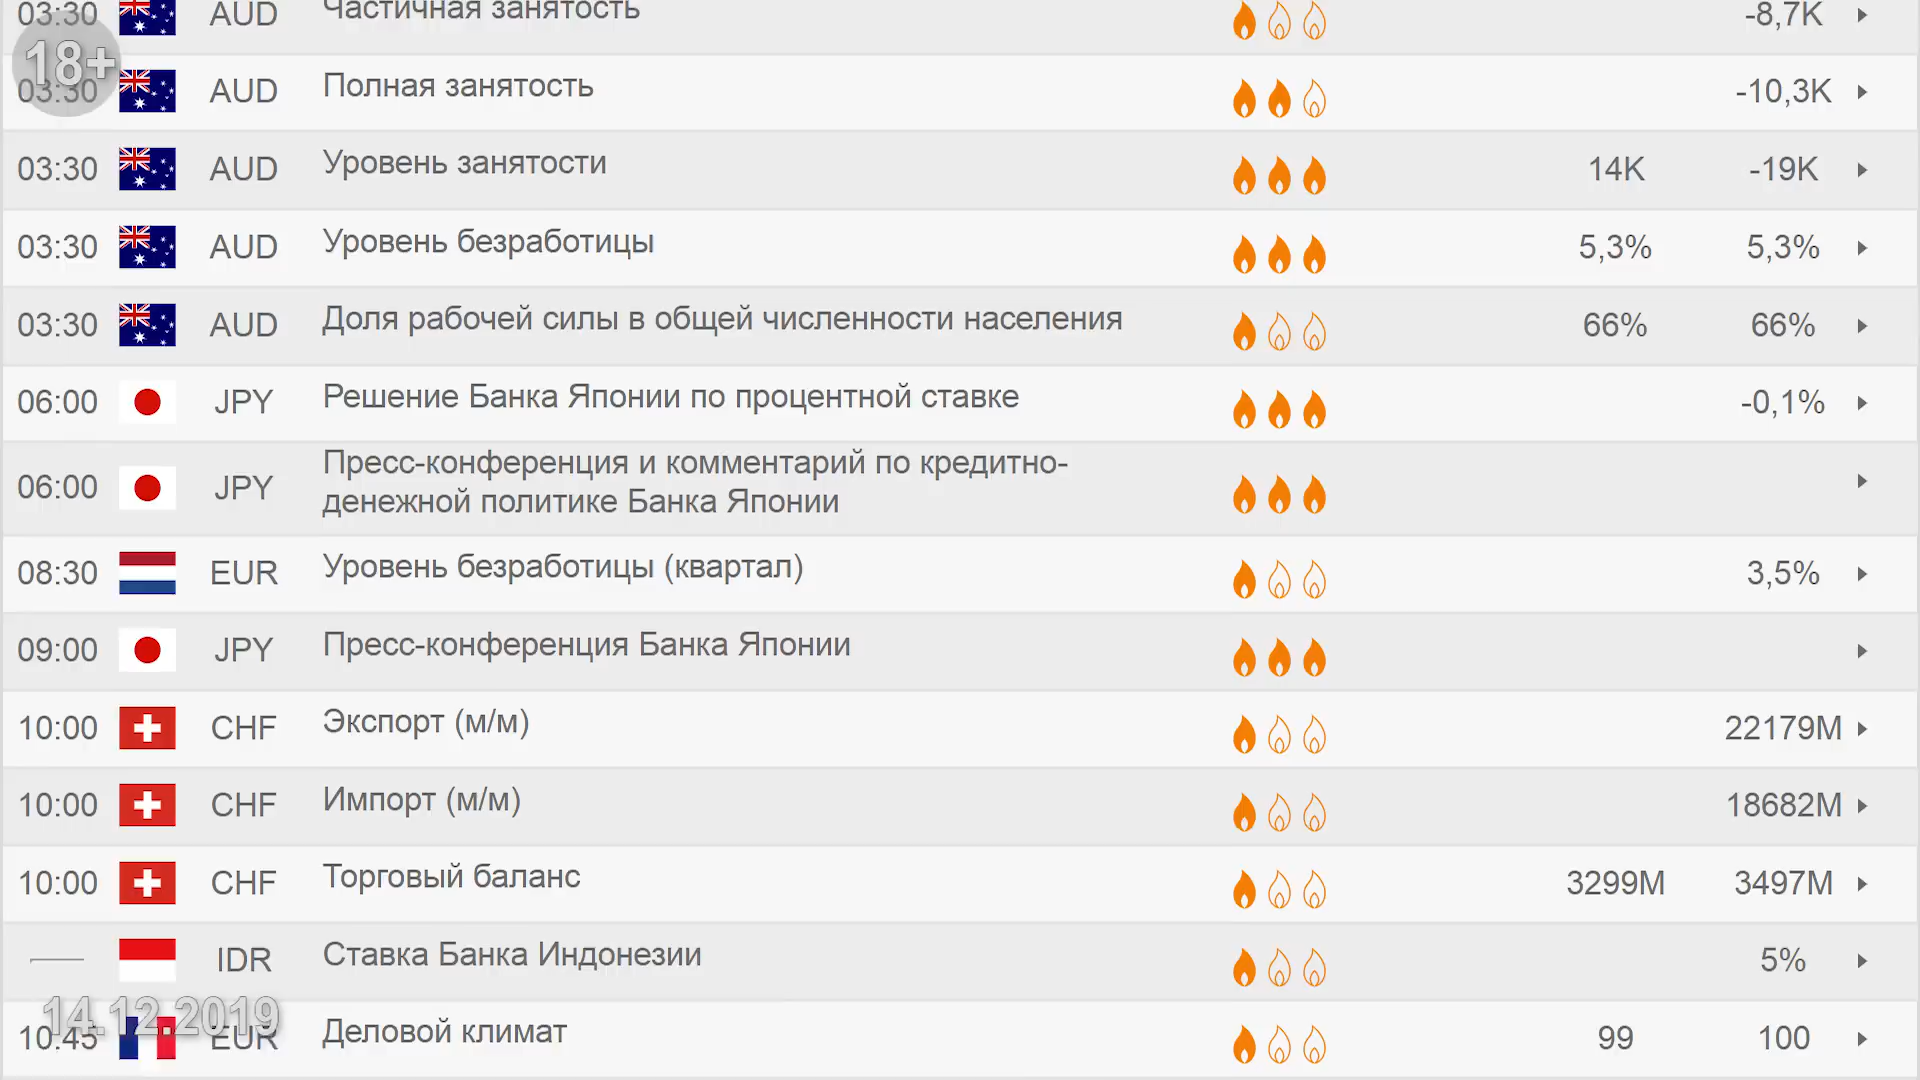 03:30 AUD Частичная занятость -8,7K
18+
03:30 AUD Полная занятость -10,3K
03:30 AUD Уровень занятости 14K -19K
03:30 AUD Уровень безработицы 5,3% 5,3%
03:30 AUD Доля рабочей силы в общей численности населения 66% 66%
06:00 JPY Решение Банка Японии по процентной ставке -0,1%
06:00 JPY Пресс-конференция и комментарий по кредитно-
денежной политике Банка Японии
08:30 EUR Уровень безработицы (квартал) 3,5%
09:00 JPY Пресс-конференция Банка Японии
10:00 CHF Экспорт (м/м) 22179M
10:00 CHF Импорт (м/м) 18682M
10:00 CHF Торговый баланс 3299M 3497M
IDR Ставка Банка Индонезии 5%
14.12.2019
10:45 EUR Деловой климат 99 100